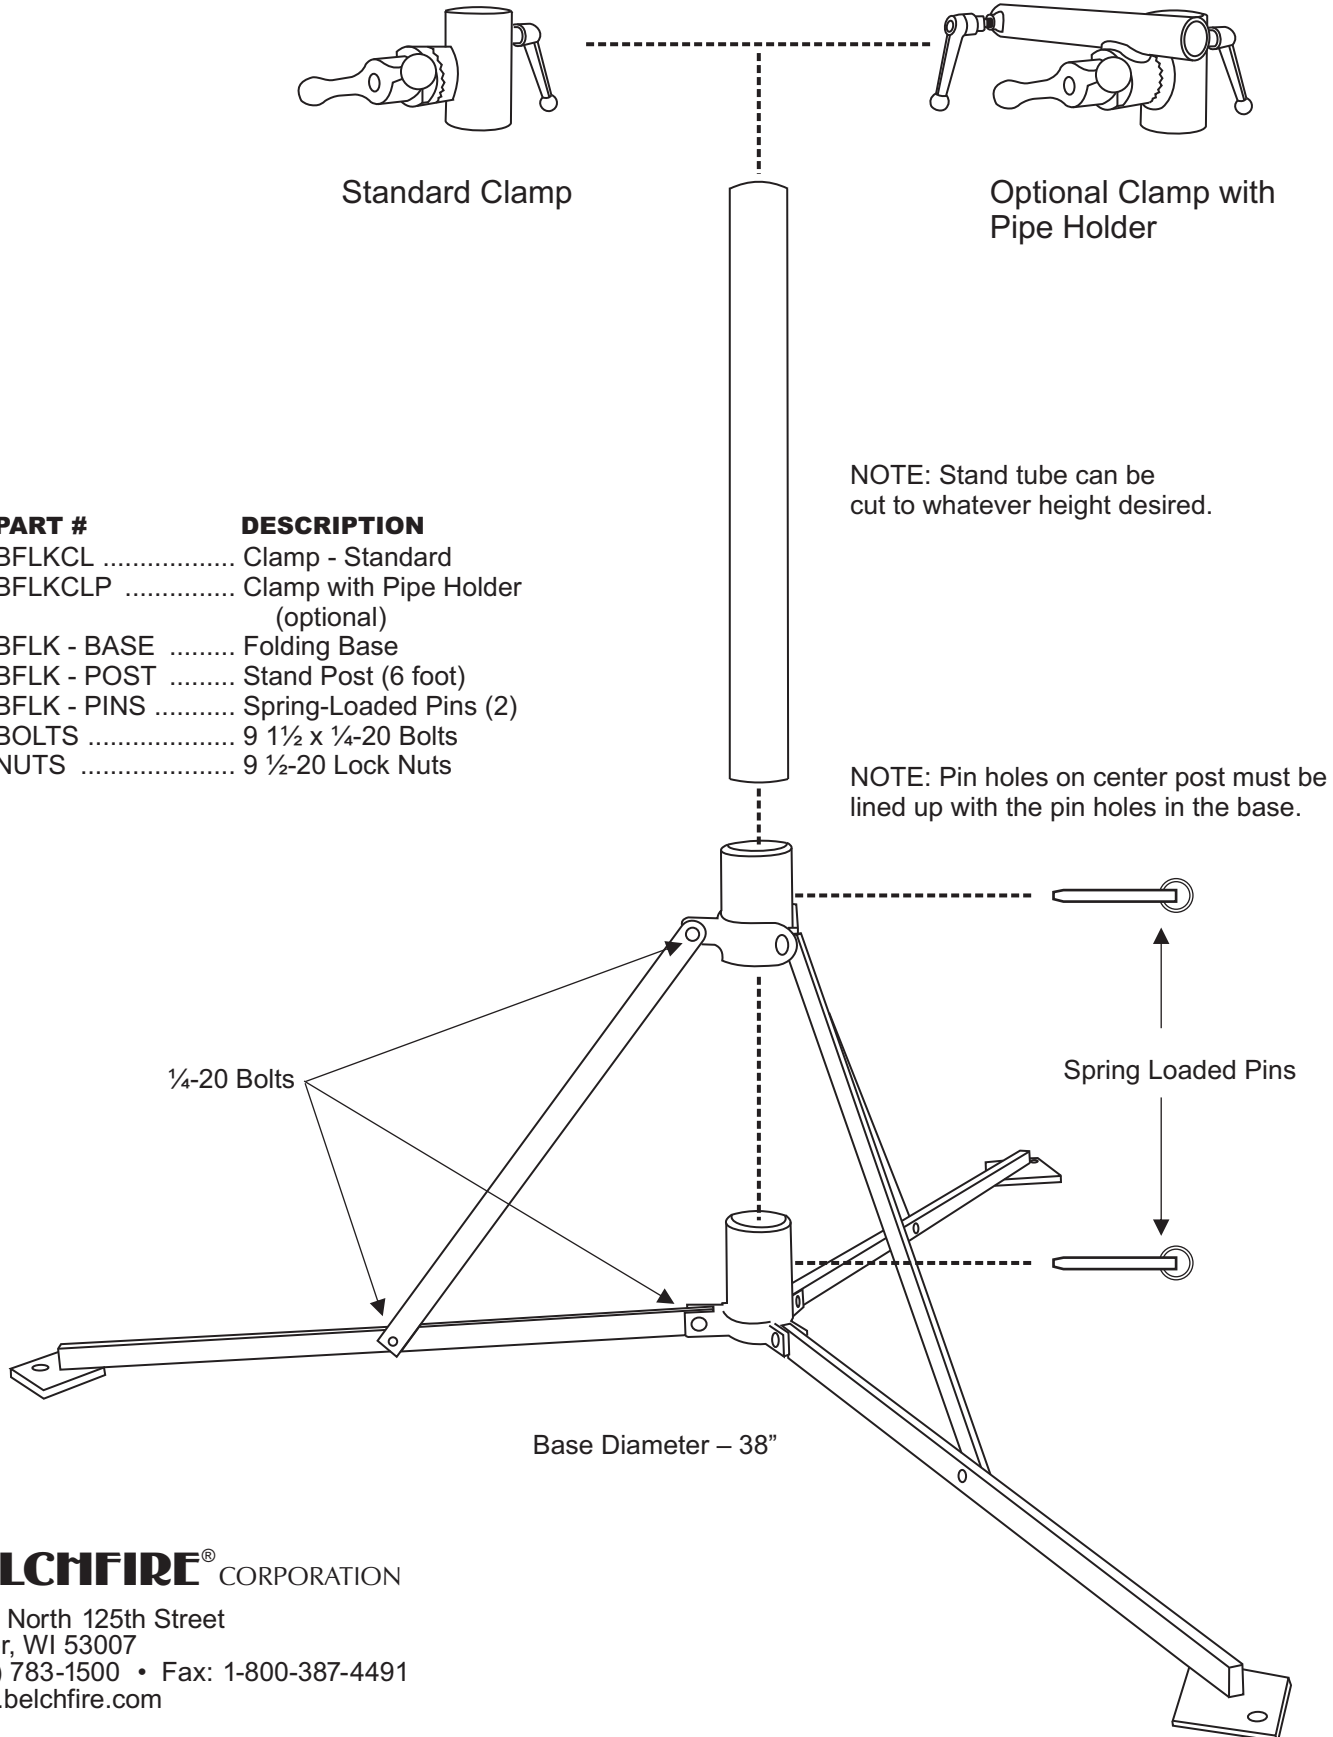 Standard Clamp
Optional Clamp with
Pipe Holder
NOTE: Stand tube can be
cut to whatever height desired.
PART # DESCRIPTION
BFLKCL .................. Clamp - Standard
BFLKCLP ............... Clamp with Pipe Holder
(optional)
BFLK - BASE ......... Folding Base
BFLK - POST ......... Stand Post (6 foot)
BFLK - PINS ........... Spring-Loaded Pins (2)
BOLTS .................... 9 1½ x ¼-20 Bolts
NUTS ..................... 9 ½-20 Lock Nuts
NOTE: Pin holes on center post must be
lined up with the pin holes in the base.
¼-20 Bolts
Spring Loaded Pins
Base Diameter – 38”
LCHFIRE® CORPORATION
North 125th Street
r, WI 53007
) 783-1500 • Fax: 1-800-387-4491
.belchfire.com